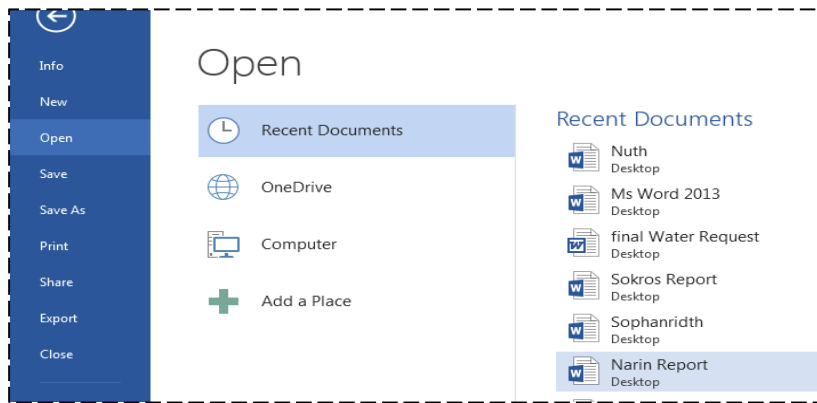 Info
New
Open
Save
Save As
Print
Share
Export
Close
Open
Recent Documents
OneDrive
Computer
Add a Place
Recent Documents
Nuth
Desktop
Ms Word 2013
Desktop
final Water Request
Desktop
Sokros Report
Desktop
Sophanridth
Desktop
Narin Report
Desktop